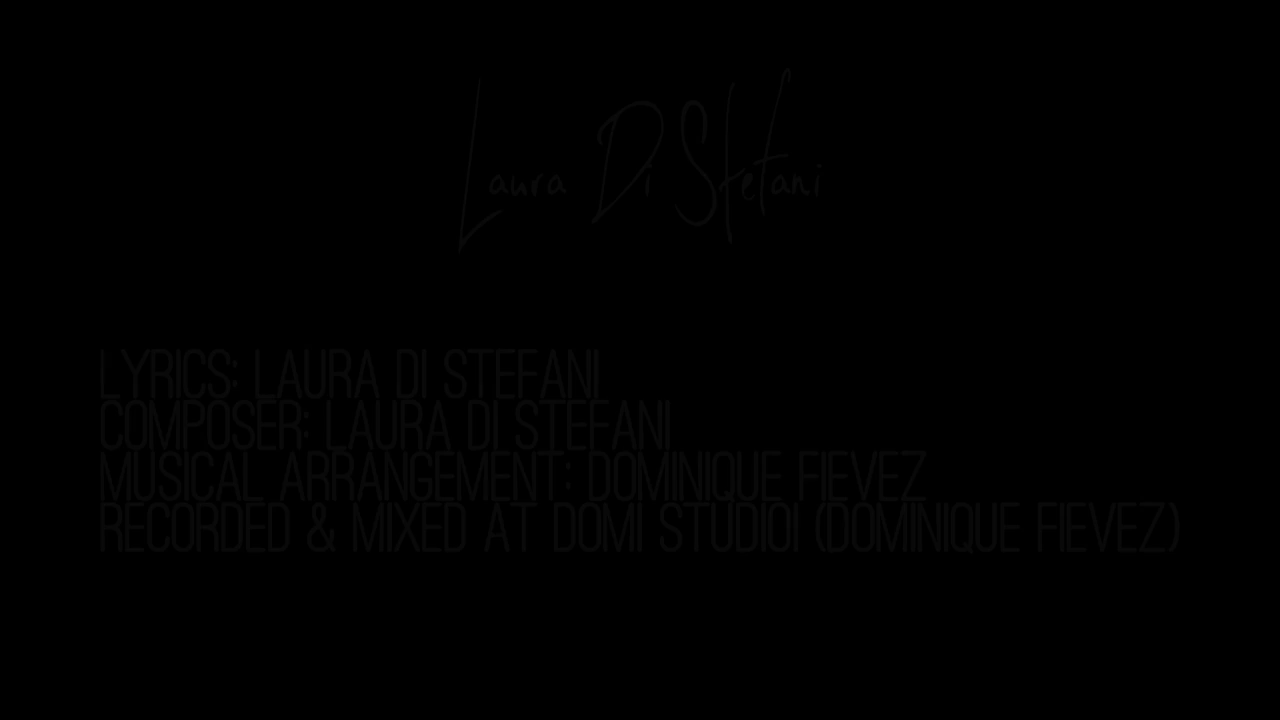 Laura Di Stefani
LYRICS: LAURA DI STEFANI
COMPOSER: LAURA DI STEFANI
MUSICAL ARRANGEMENT: DOMINIQUE FIEVEZ
RECORDED & MIXED AT DOMI STUDIOI (DOMINIQUE FIEVEZ)